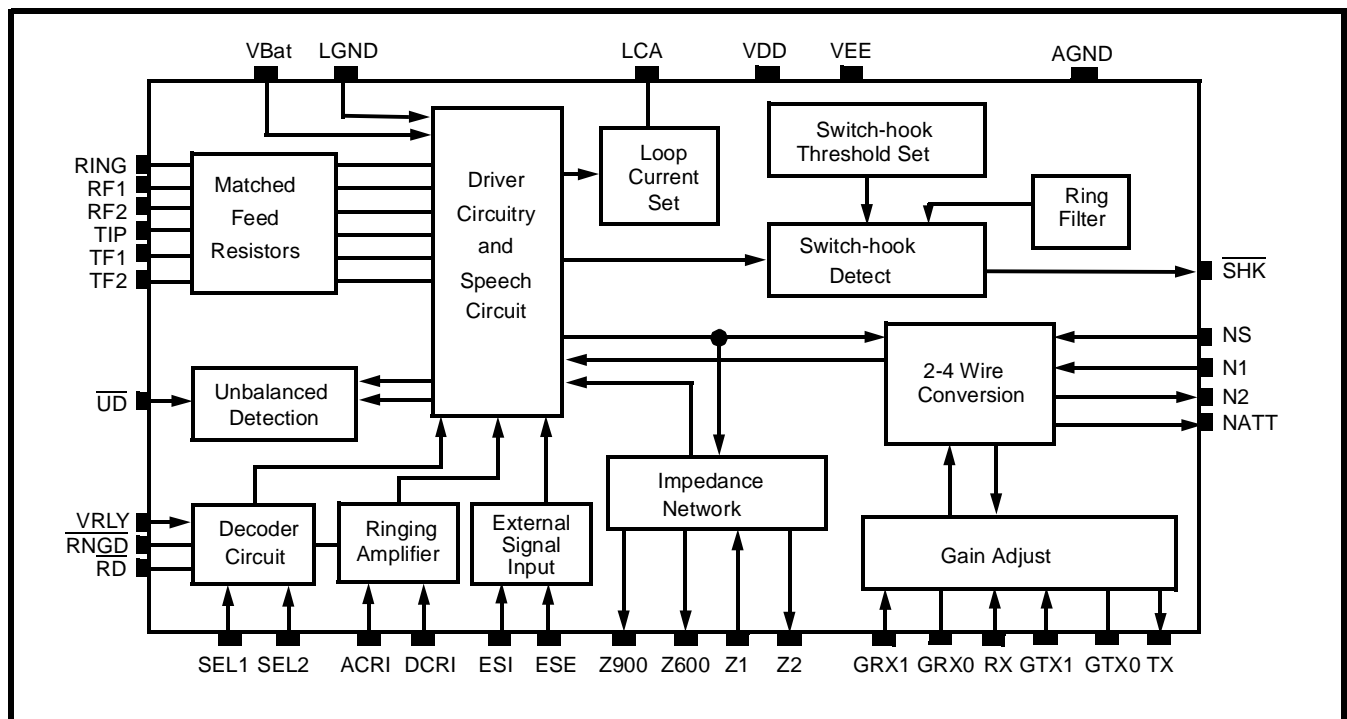 VBat
LGND
LCA
VDD
VEE
AGND
RING
RF1
RF2
TIP
TF1
TF2
Matched
Feed
Resistors
Driver
Circuitry
and
Speech
Circuit
Loop
Current
Set
Switch-hook
Threshold Set
Ring
Filter
Switch-hook
Detect
SHK
UD
Unbalanced
Detection
2-4 Wire
Conversion
NS
N1
N2
NATT
Impedance
Network
VRLY
RNGD
RD
Decoder
Circuit
Ringing
Amplifier
External
Signal
Input
Gain Adjust
SEL1
SEL2
ACRI
DCRI
ESI
ESE
Z900
Z600
Z1
Z2
GRX1
GRX0
RX
GTX1
GTX0
TX